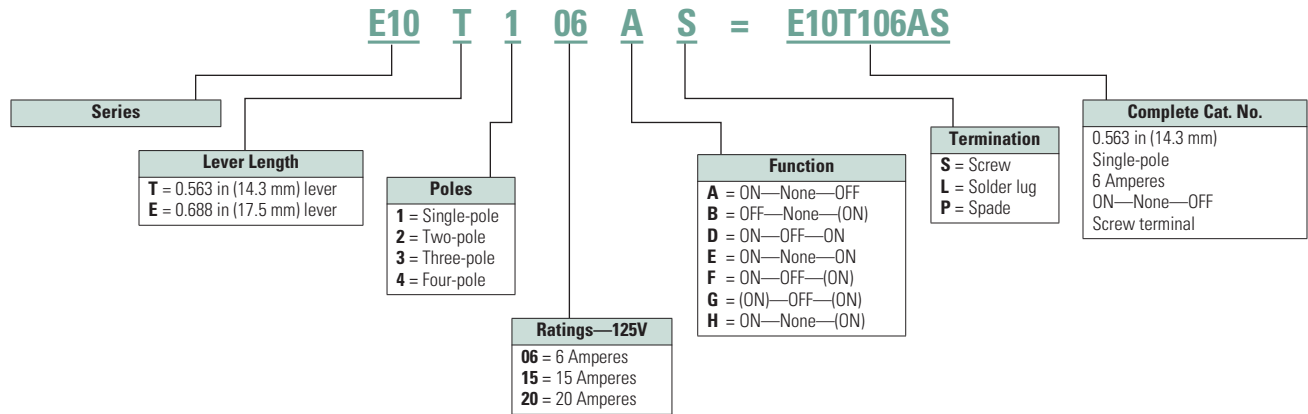 E10 T 1 06 A S = E10T106AS
Series
Lever Length
T = 0.563 in (14.3 mm) lever
E = 0.688 in (17.5 mm) lever
Poles
1 = Single-pole
2 = Two-pole
3 = Three-pole
4 = Four-pole
Ratings—125V
06 = 6 Amperes
15 = 15 Amperes
20 = 20 Amperes
Function
A = ON—None—OFF
B = OFF—None—(ON)
D = ON—OFF—ON
E = ON—None—ON
F = ON—OFF—(ON)
G = (ON)—OFF—(ON)
H = ON—None—(ON)
Termination
S = Screw
L = Solder lug
P = Spade
Complete Cat. No.
0.563 in (14.3 mm)
Single-pole
6 Amperes
ON—None—OFF
Screw terminal